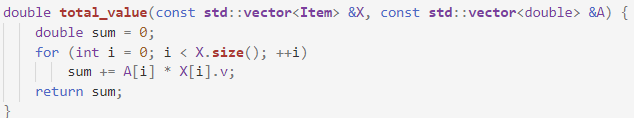 double total_value(const std::vector<Item> &X, const std::vector<double> &A) {
    double sum = 0;
    for (int i = 0; i < X.size(); ++i)
        sum += A[i] * X[i].v;
    return sum;
}